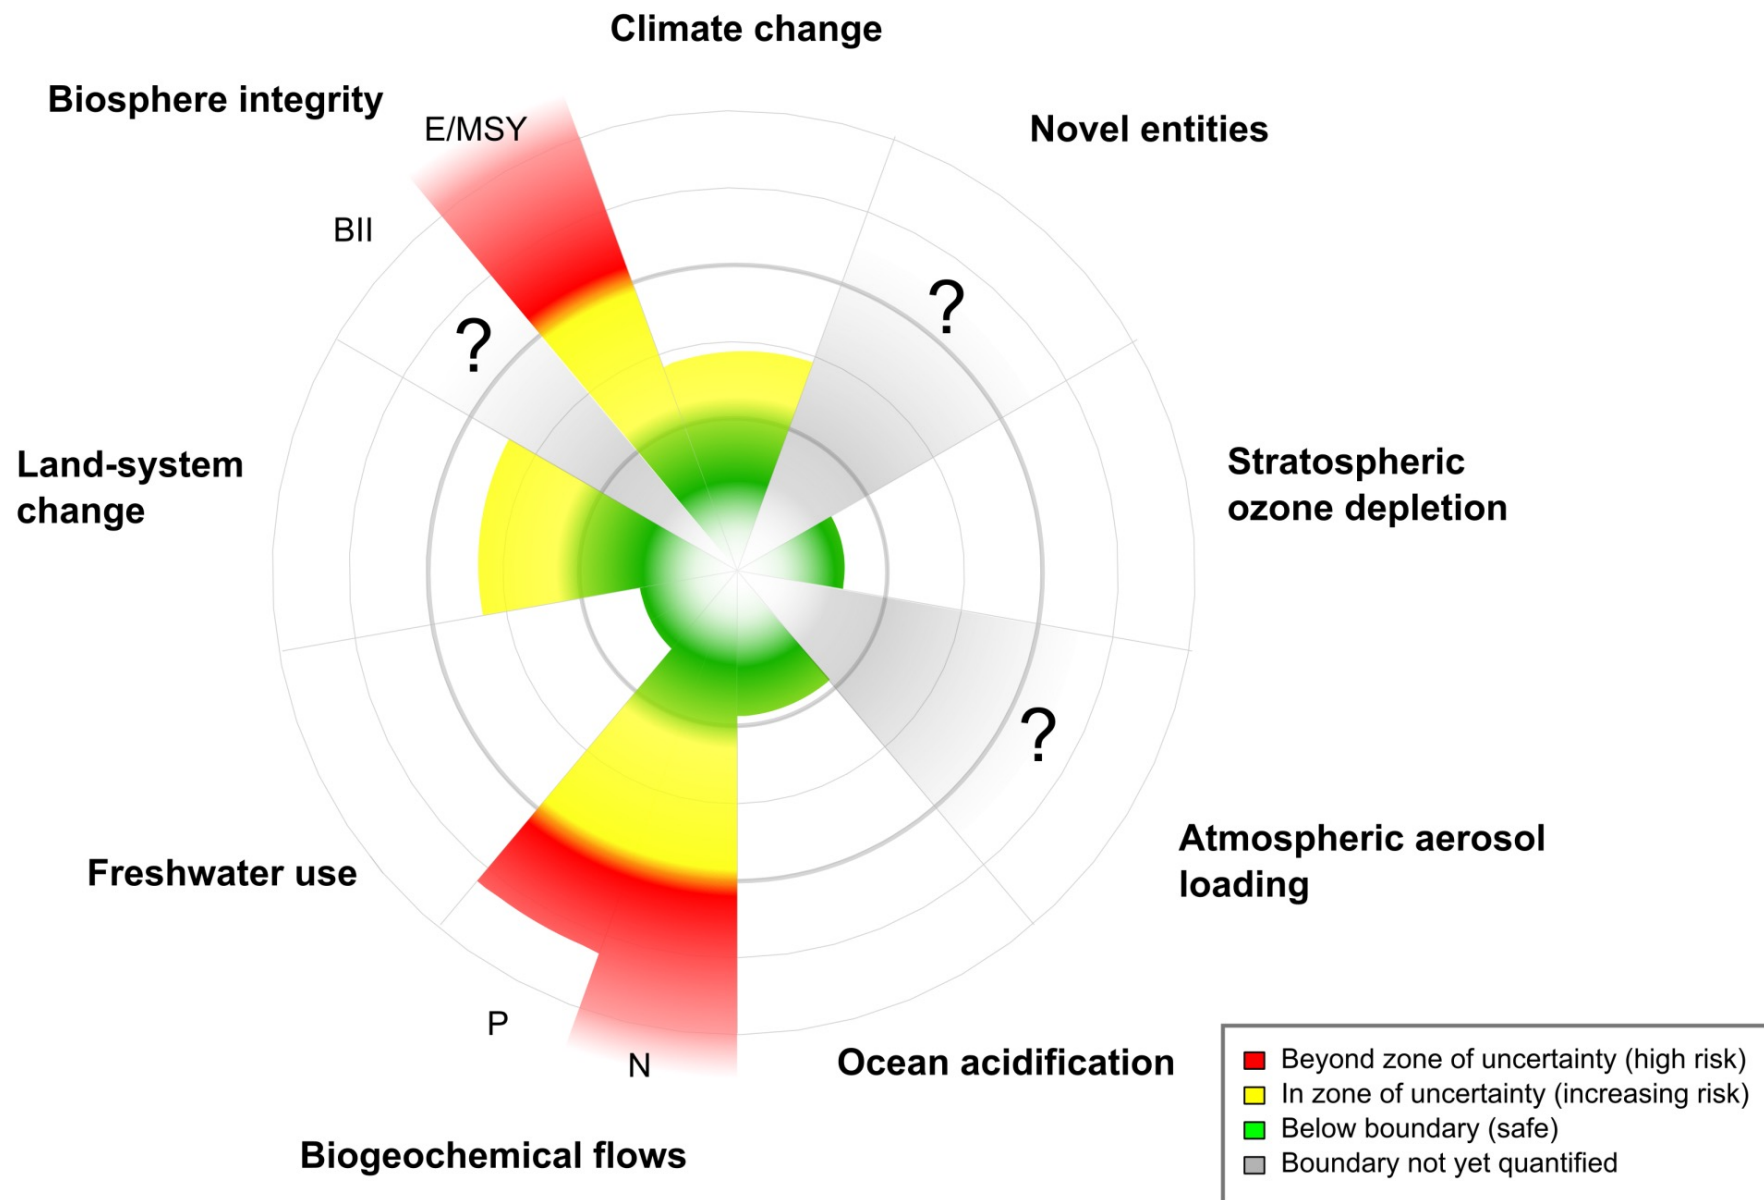 Climate change
Biosphere integrity
E/MSY
Novel entities
BII
?
?
Land-system
change
Stratospheric
ozone depletion
?
Freshwater use
Atmospheric aerosol
loading
P
N
Ocean acidification
Biogeochemical flows
Beyond zone of uncertainty (high risk)
In zone of uncertainty (increasing risk)
Below boundary (safe)
Boundary not yet quantified